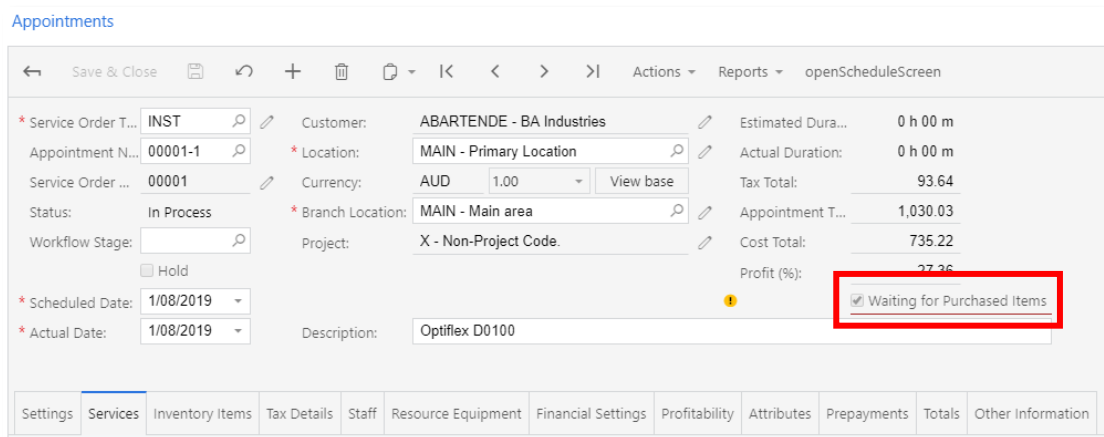 Appointments
Save & Close Actions Reports openScheduleScreen
* Service Order T... INST Customer: ABARTENDE - BA Industries Estimated Dura... 0 h 00 m
Appointment N... 00001-1 * Location: MAIN - Primary Location Actual Duration: 0 h 00 m
Service Order ... 00001 Currency: AUD 1.00 View base Tax Total: 93.64
Status: In Process * Branch Location: MAIN - Main area Appointment T... 1,030.03
Workflow Stage: Project: X - Non-Project Code. Cost Total: 735.22
Hold Profit (%): 27.36
* Scheduled Date: 1/08/2019 Waiting for Purchased Items
* Actual Date: 1/08/2019 Description: Optiflex D0100
Settings Services Inventory Items Tax Details Staff Resource Equipment Financial Settings Profitability Attributes Prepayments Totals Other Information